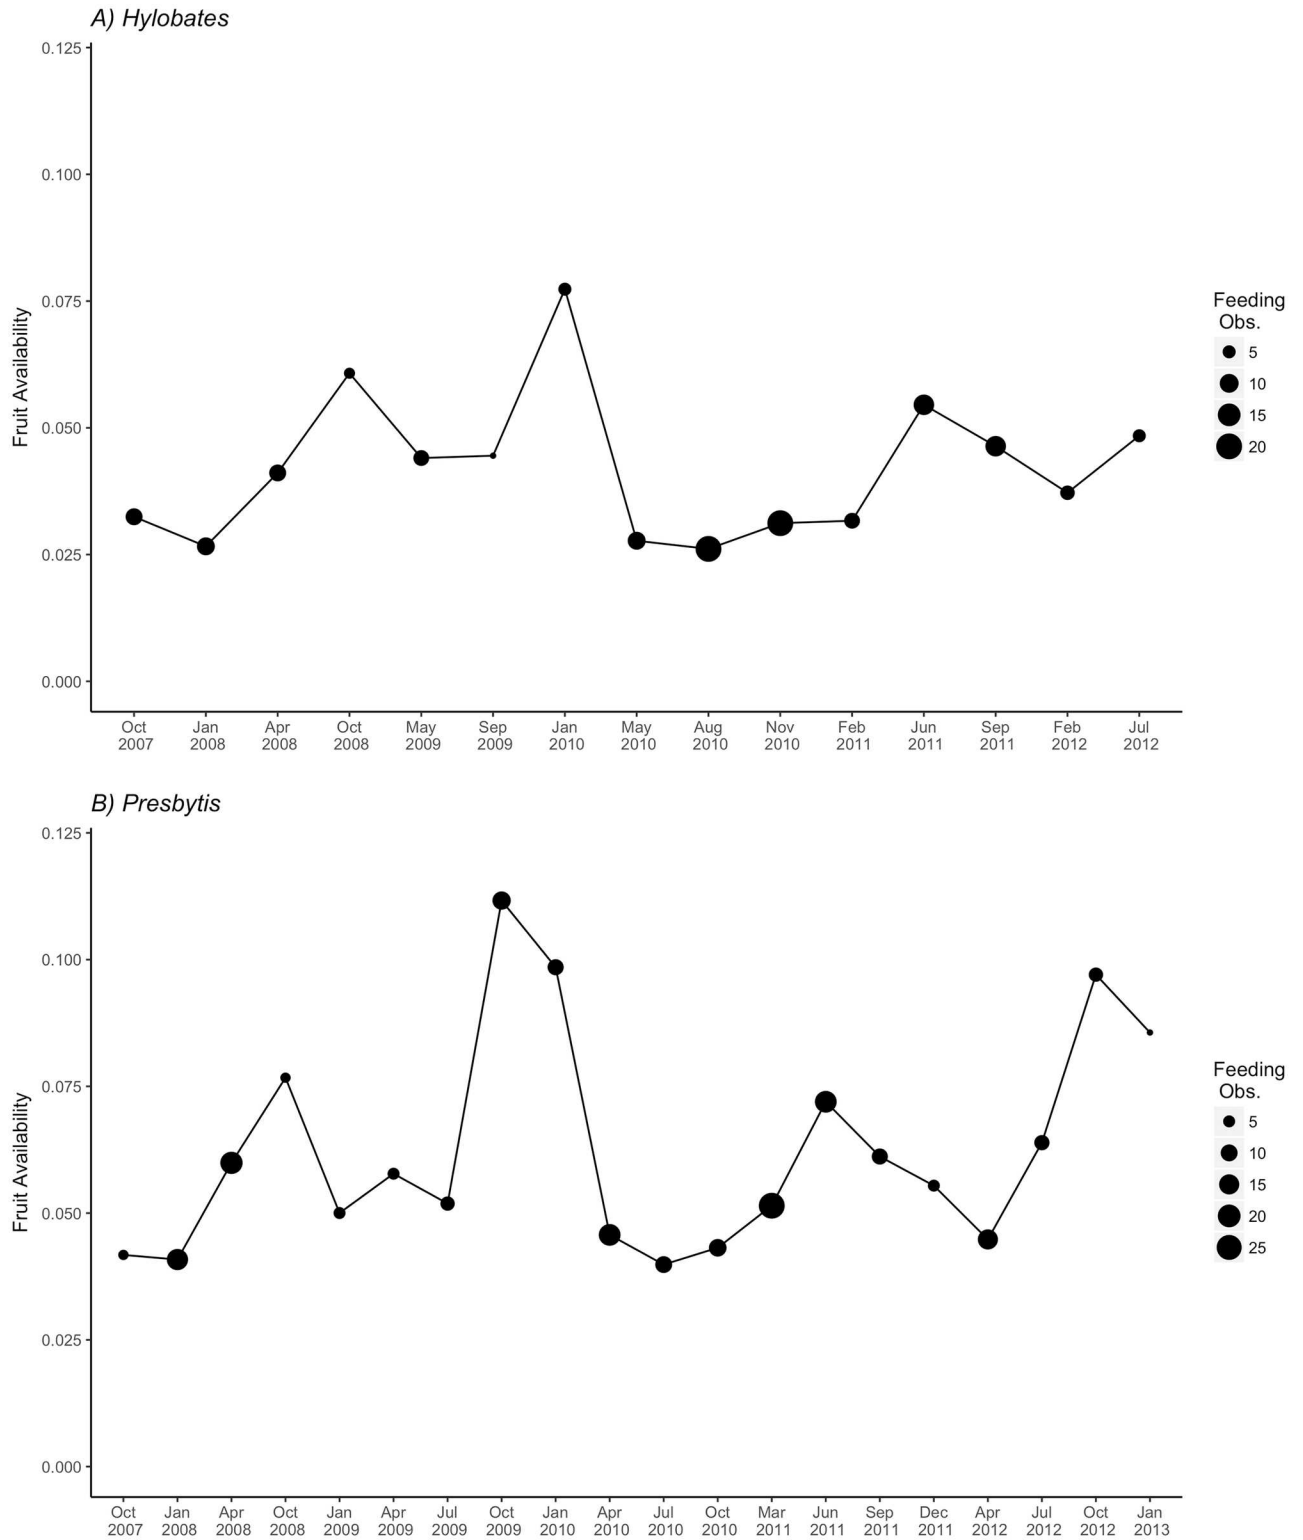 A) Hylobates
0.125
0.100
0.075
0.050
0.025
0.000
Fruit Availability
Oct Jan Apr Oct May Sep Jan May Aug Nov Feb Jun Sep Feb Jul
2007 2008 2008 2008 2009 2009 2010 2010 2010 2010 2011 2011 2011 2012 2012
Feeding
Obs.
5
10
15
20
B) Presbytis
0.125
0.100
0.075
0.050
0.025
0.000
Fruit Availability
Oct Jan Apr Oct Jan Apr Jul Oct Jan Apr Jul Oct Mar Jun Sep Dec Apr Jul Oct Jan
2007 2008 2008 2008 2009 2009 2009 2009 2010 2010 2010 2010 2011 2011 2011 2011 2012 2012 2012 2013
Feeding
Obs.
5
10
15
20
25